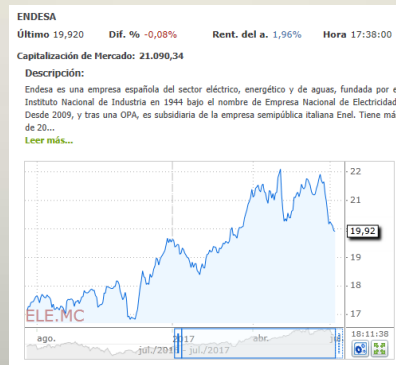 ENDESA
Último 19,920 Dif. % -0,08% Rent. del a. 1,96% Hora 17:38:00
Capitalización de Mercado: 21.090,34
Descripción:
Endesa es una empresa española del sector eléctrico, energético y de aguas, fundada por e
Instituto Nacional de Industria en 1944 bajo el nombre de Empresa Nacional de Electricidad
Desde 2009, y tras una OPA, es subsidiaria de la empresa semipública italiana Enel. Tiene má
de 20...
Leer más...
22
21
19,92
19
18
17
ELE.MC
ago. 2017 abr. jul.
jul./2016 - jul./2017
18:11:38